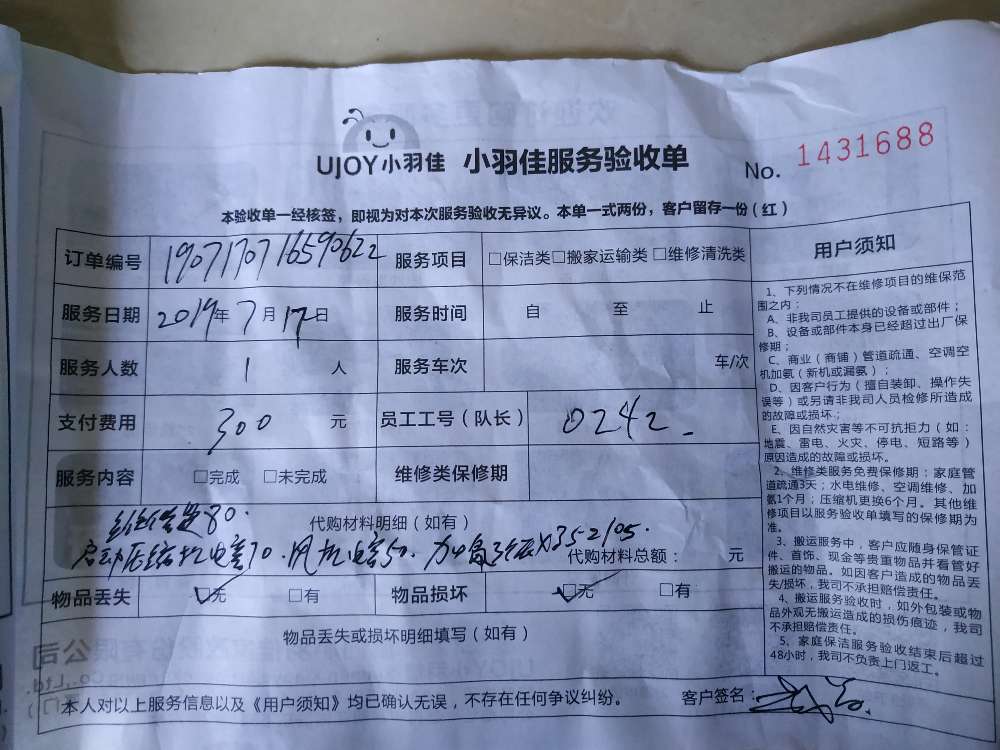 UJOY小羽佳 小羽佳服务验收单 No. 1431688
本验收单一经核签，即视为对本次服务验收无异议。本单一式两份，客户留存一份（红）
订单编号 190717071659062​2 服务项目 □保洁类□搬家运输类 □维修清洗类
服务日期 2019年7月17日 服务时间 自 至 止
服务人数 1 人 服务车次 车/次
支付费用 300 元 员工工号（队长） 0242
服务内容 □完成 □未完成 维修类保修期
80.
代购材料明细（如有）
启动压缩机电容70.风机电容50.加氟3 X35=105.
代购材料总额： 元
物品丢失 ☑无 □有 物品损坏 ☑无 □有
物品丢失或损坏明细填写（如有）
本人对以上服务信息以及《用户须知》均已确认无误，不存在任何争议纠纷。 客户签名：
用户须知
1、下列情况不在维修项目的维保范
围之内；
A、非我司员工提供的设备或部件；
B、设备或部件本身已经超过出厂保
修期；
C、商业（商铺）管道疏通、空调空
机加氨（新机或漏氨）；
D、因客户行为（擅自装卸、操作失
误等）或另请非我司人员检修所造成
的故障或损坏；
E、因自然灾害等不可抗拒力（如：
地震、雷电、火灾、停电、短路等）
原因造成的故障或损坏。
2、维修类服务免费保修期：家庭管
道疏通3天；水电维修、空调维修、加
氨1个月；压缩机更换6个月。其他维
修项目以服务验收单填写的保修期为
准。
3、搬运服务中，客户应随身保管证
件、首饰、现金等贵重物品并看管好
搬运的物品。如因客户造成的物品丢
失/损坏，我司不承担赔偿责任。
4、搬运服务验收时，如外包装或物
品外观无搬运造成的损伤痕迹，我司
不承担赔偿责任。
5、家庭保洁服务验收结束后超过
48小时，我司不负责上门返工。